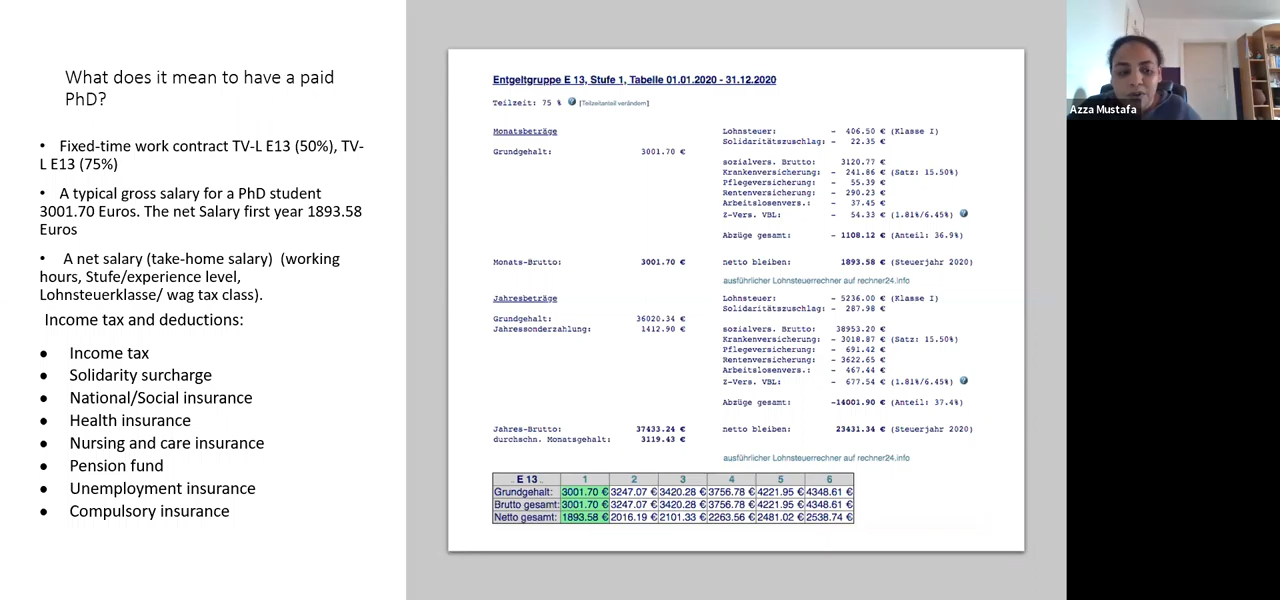 What does it mean to have a paid
PhD?
• Fixed-time work contract TV-L E13 (50%), TV-
L E13 (75%)
• A typical gross salary for a PhD student
3001.70 Euros. The net Salary first year 1893.58
Euros
• A net salary (take-home salary) (working
hours, Stufe/experience level,
Lohnsteuerklasse/ wag tax class).
Income tax and deductions:
• Income tax
• Solidarity surcharge
• National/Social insurance
• Health insurance
• Nursing and care insurance
• Pension fund
• Unemployment insurance
• Compulsory insurance
Entgeltgruppe E 13, Stufe 1, Tabelle 01.01.2020 - 31.12.2020
Teilzeit: 75 % [Teilzeitanteil verändern]
Monatsbeträge
Grundgehalt: 3001.70 €
Monats-Brutto: 3001.70 €
Lohnsteuer: - 406.50 € (Klasse I)
Solidaritätszuschlag: - 22.35 €
sozialvers. Brutto: 3120.77 €
Krankenversicherung: - 241.86 € (Satz: 15.50%)
Pflegeversicherung: - 55.39 €
Rentenversicherung: - 290.23 €
Arbeitslosenvers.: - 37.45 €
Z-Vers. VBL: - 54.33 € (1.81%/6.45%)
Abzüge gesamt: - 1108.12 € (Anteil: 36.9%)
netto bleiben: 1893.58 € (Steuerjahr 2020)
ausführlicher Lohnsteuerrechner auf rechner24.info
Jahresbeträge
Grundgehalt: 36020.34 €
Jahressonderzahlung: 1412.90 €
Jahres-Brutto: 37433.24 €
durchschn. Monatsgehalt: 3119.43 €
Lohnsteuer: - 5236.00 € (Klasse I)
Solidaritätszuschlag: - 287.98 €
sozialvers. Brutto: 38953.20 €
Krankenversicherung: - 3018.87 € (Satz: 15.50%)
Pflegeversicherung: - 691.42 €
Rentenversicherung: - 3622.65 €
Arbeitslosenvers.: - 467.44 €
Z-Vers. VBL: - 677.54 € (1.81%/6.45%)
Abzüge gesamt: -14001.90 € (Anteil: 37.4%)
netto bleiben: 23431.34 € (Steuerjahr 2020)
ausführlicher Lohnsteuerrechner auf rechner24.info
.. E 13 .. 1 2 3 4 5 6
Grundgehalt: 3001.70 € 3247.07 € 3420.28 € 3756.78 € 4221.95 € 4348.61 €
Brutto gesamt: 3001.70 € 3247.07 € 3420.28 € 3756.78 € 4221.95 € 4348.61 €
Netto gesamt: 1893.58 € 2016.19 € 2101.33 € 2263.56 € 2481.02 € 2538.74 €
Azza Mustafa